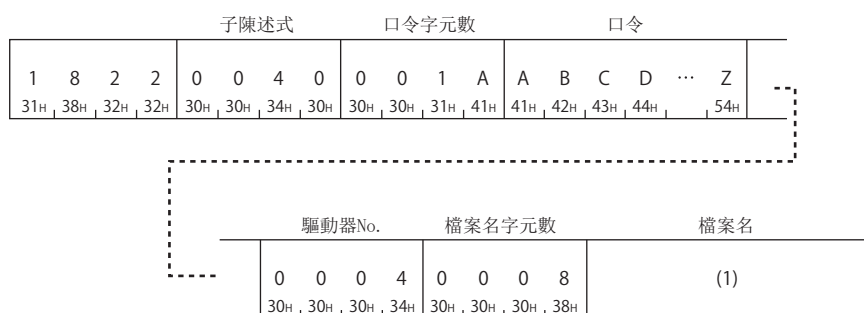 子陳述式 口令字元數 口令
1 8 2 2 0 0 4 0 0 0 1 A A B C D … Z
31H 38H 32H 32H 30H 30H 34H 30H 30H 30H 31H 41H 41H 42H 43H 44H 54H
驅動器No. 檔案名字元數 檔案名
0 0 0 4 0 0 0 8 (1)
30H 30H 30H 34H 30H 30H 30H 38H